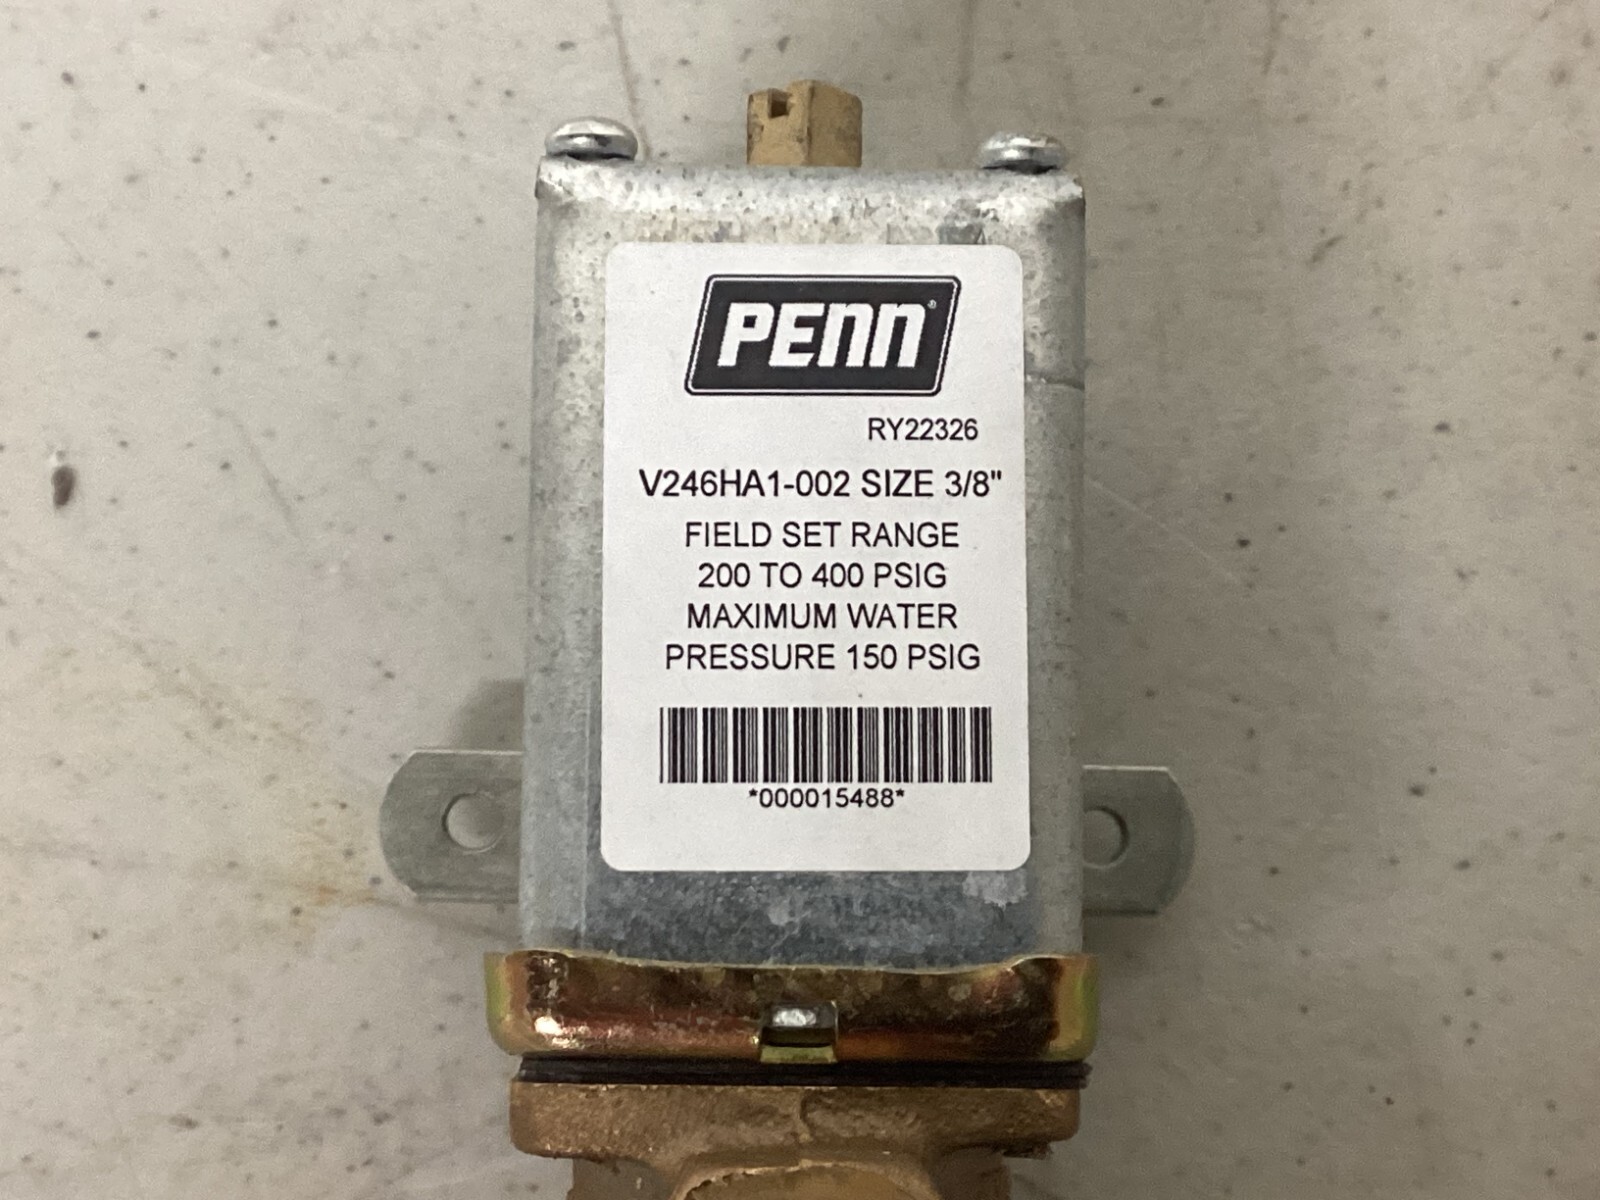 PENN®
RY22326
V246HA1-002 SIZE 3/8"
FIELD SET RANGE
200 TO 400 PSIG
MAXIMUM WATER
PRESSURE 150 PSIG
*000015488*